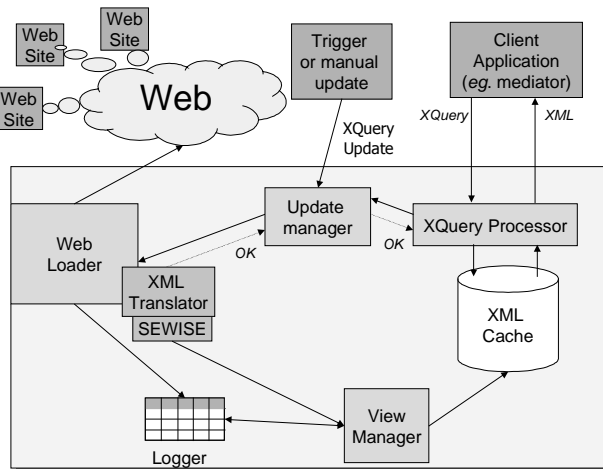 Web
Site
Web
Site
Web
Site
Web
Trigger
or manual
update
Client
Application
(eg. mediator)
XQuery
XML
XQuery
Update
Web
Loader
Update
manager
XQuery Processor
OK
OK
XML
Translator
SEWISE
XML
Cache
View
Manager
Logger